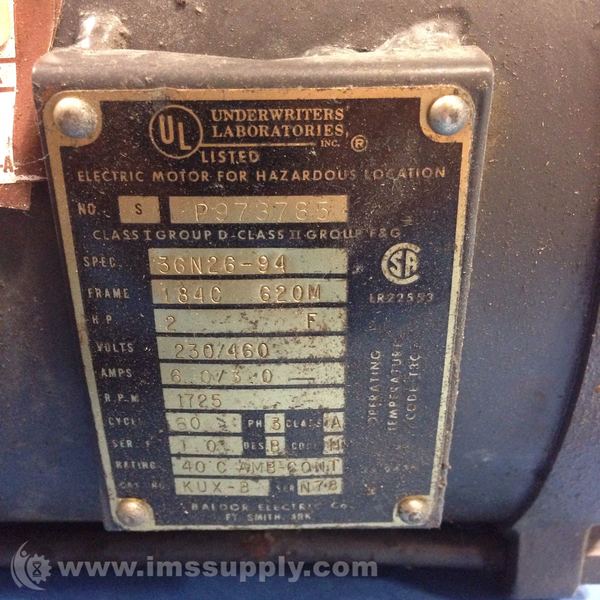 UL UNDERWRITERS
LABORATORIES,
INC. ®
LISTED
ELECTRIC MOTOR FOR HAZARDOUS LOCATION
NO. S P973785
CLASS I GROUP D-CLASS II GROUP F&G
SPEC. 36N26-94
SA
FRAME 184C 620M
LR22553
H.P. 2 F
VOLTS 230/460
AMPS 6.0/3.0
R.P.M. 1725
OPERATING
TEMPERATURE
CODE T3C
CYCLE 60 PH 3 CLASS A
SER. F. 1.0 DES B CODE H
RATING 40°C AMB-CONT
CAT. NO. KUX-B SER N78
BALDOR ELECTRIC Co.
FT. SMITH, ARK.
www.imssupply.com